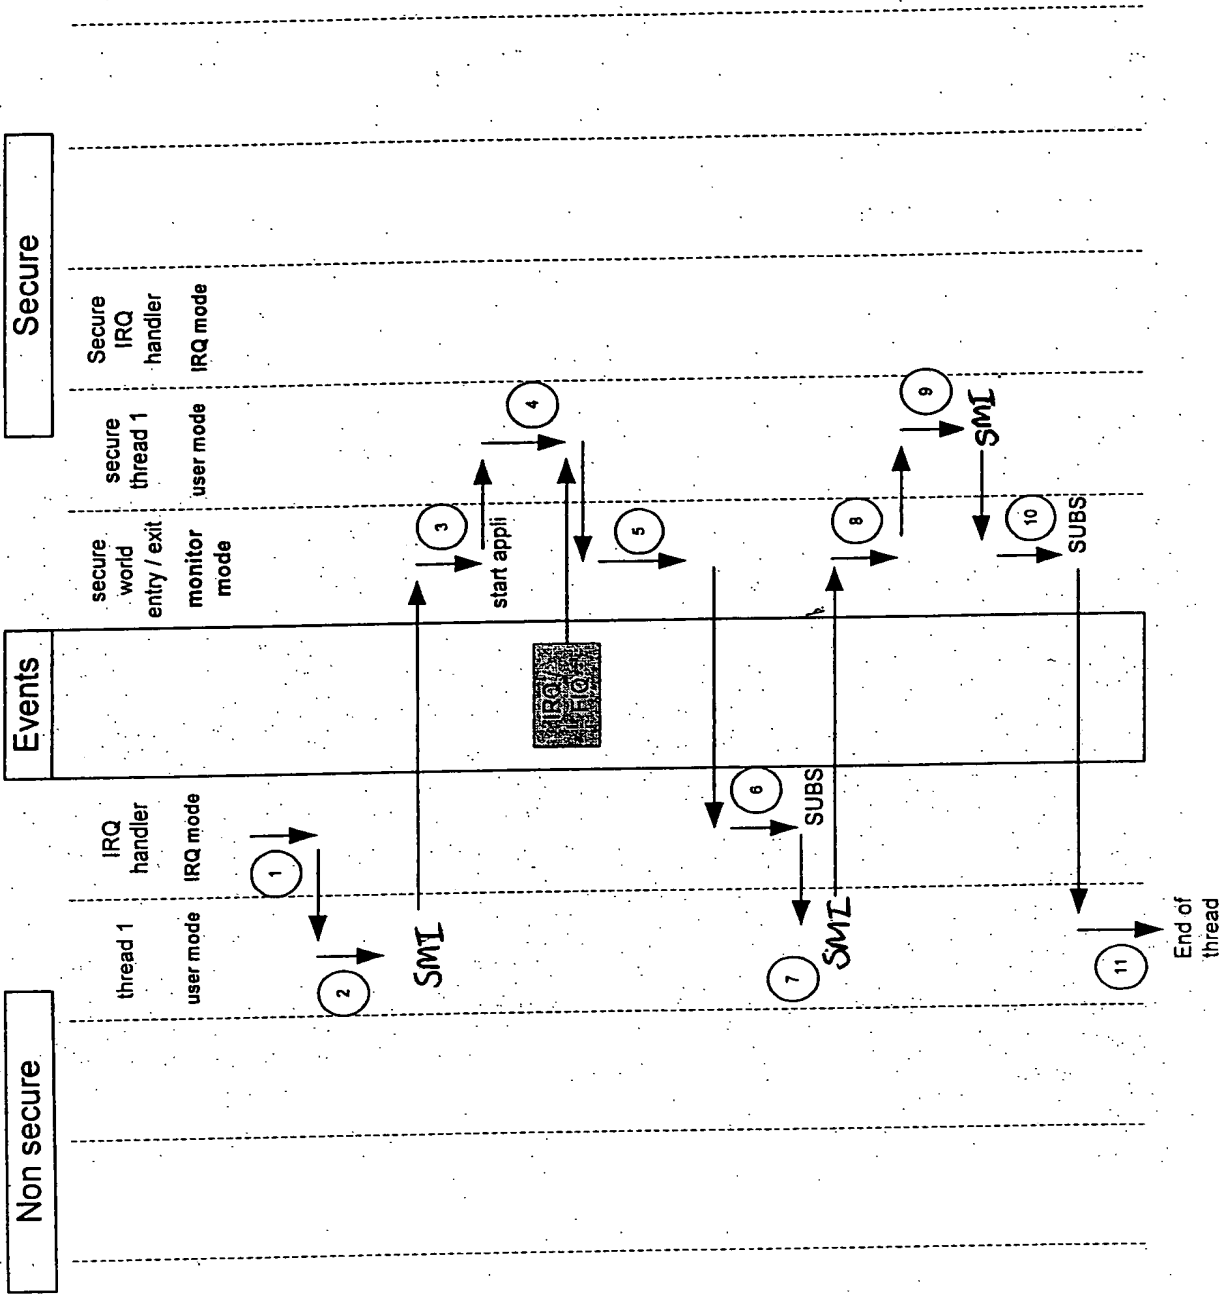 Non secure
Events
Secure
thread 1
user mode
IRQ
handler
IRQ mode
secure
world
entry / exit
monitor
mode
secure
thread 1
user mode
Secure
IRQ
handler
IRQ mode
1
2
SMI
3
start appli
4
IRQ/
FIQ
5
6
SUBS
7
SMI
8
9
SMI
10
SUBS
11
End of
thread